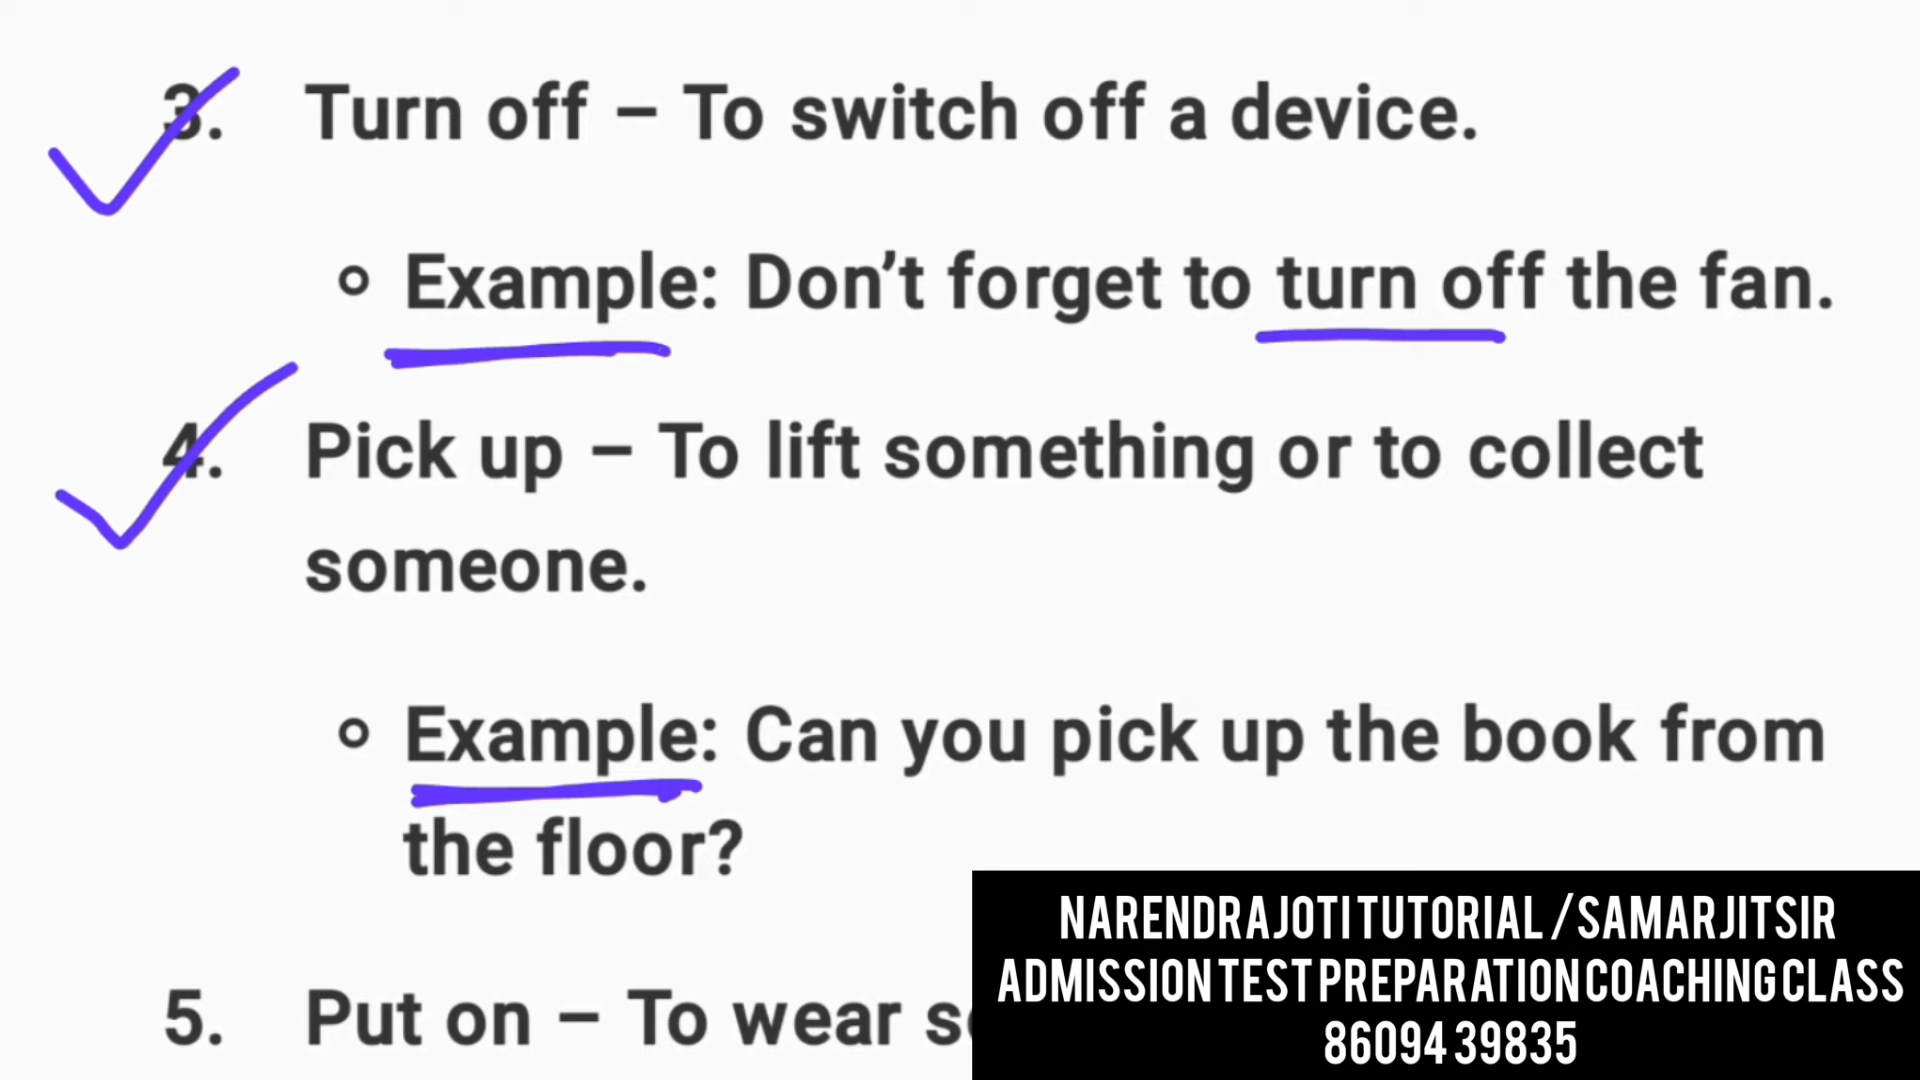 3. Turn off – To switch off a device.
Example: Don’t forget to turn off the fan.
4. Pick up – To lift something or to collect
someone.
Example: Can you pick up the book from
the floor?
5. Put on – To wear
NARENDRAJOTI TUTORIAL / SAMARJIT SIR
ADMISSION TEST PREPARATION COACHING CLASS
86094 39835